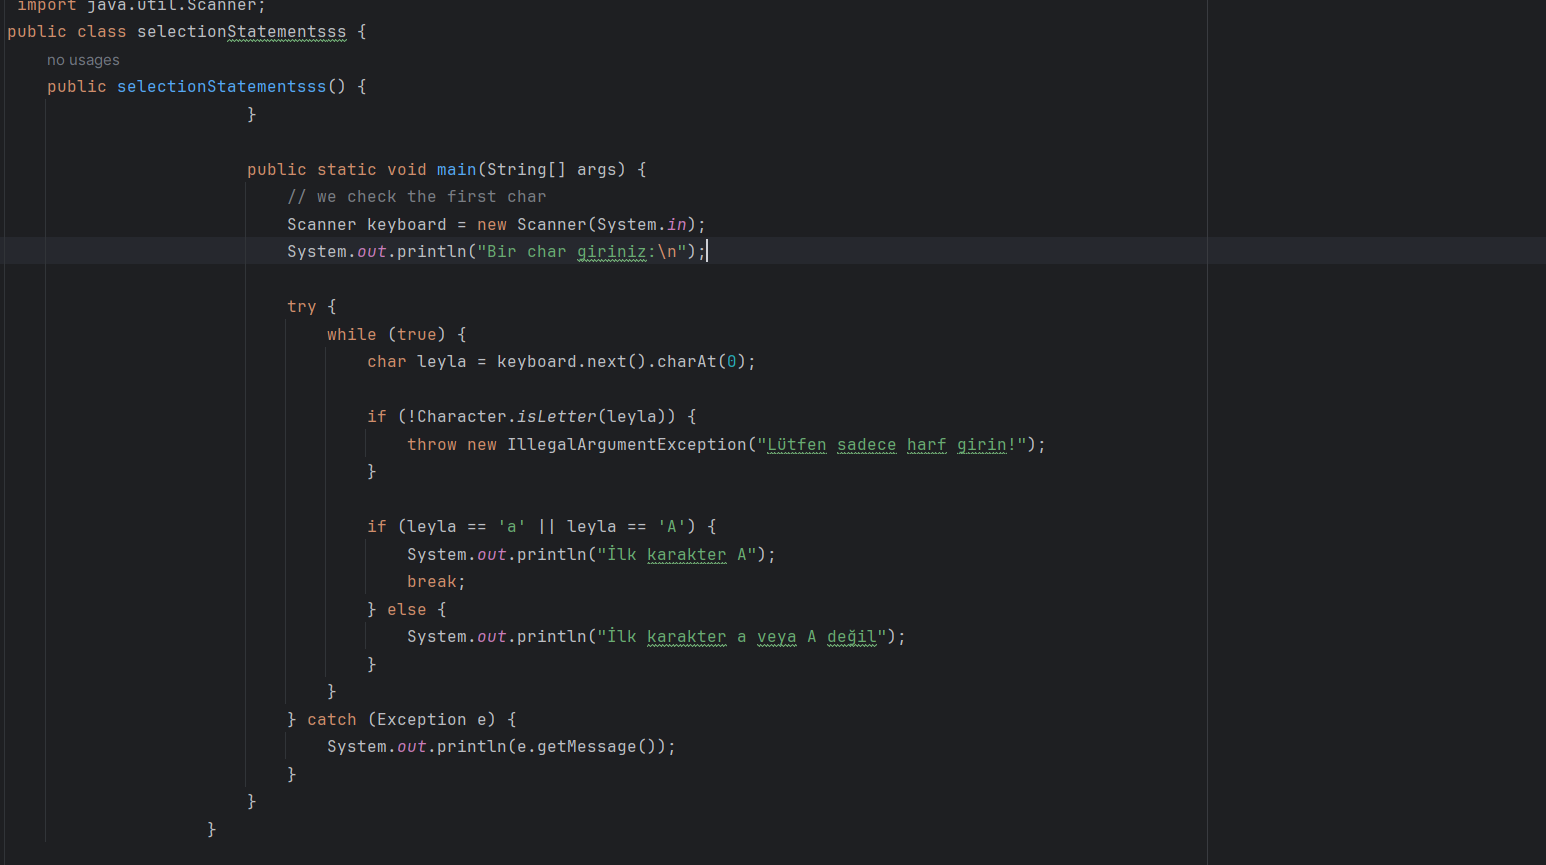 import java.util.Scanner;
public class selectionStatementsss {
no usages
public selectionStatementsss() {
}
public static void main(String[] args) {
// we check the first char
Scanner keyboard = new Scanner(System.in);
System.out.println("Bir char giriniz:\n");
try {
while (true) {
char leyla = keyboard.next().charAt(0);
if (!Character.isLetter(leyla)) {
throw new IllegalArgumentException("Lütfen sadece harf girin!");
}
if (leyla == 'a' || leyla == 'A') {
System.out.println("İlk karakter A");
break;
} else {
System.out.println("İlk karakter a veya A değil");
}
}
} catch (Exception e) {
System.out.println(e.getMessage());
}
}
}